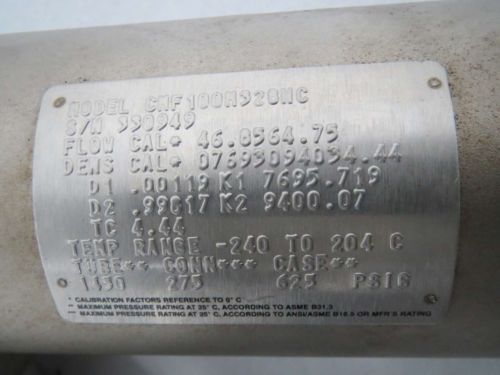 MODEL CMF100M328NC
S/N 330949
FLOW CAL* 46.8564.75
DENS CAL* 07693094034.44
D1 .00119 K1 7695.719
D2 .99817 K2 9400.07
TC 4.44
TEMP RANGE -240 TO 204 C
TUBE** CONN*** CASE**
1450 275 625 PSIG
* CALIBRATION FACTORS REFERENCE TO 0° C
** MAXIMUM PRESSURE RATING AT 25° C, ACCORDING TO ASME B31.3
*** MAXIMUM PRESSURE RATING AT 25° C, ACCORDING TO ANSI/ASME B16.5 OR MFR'S RATING